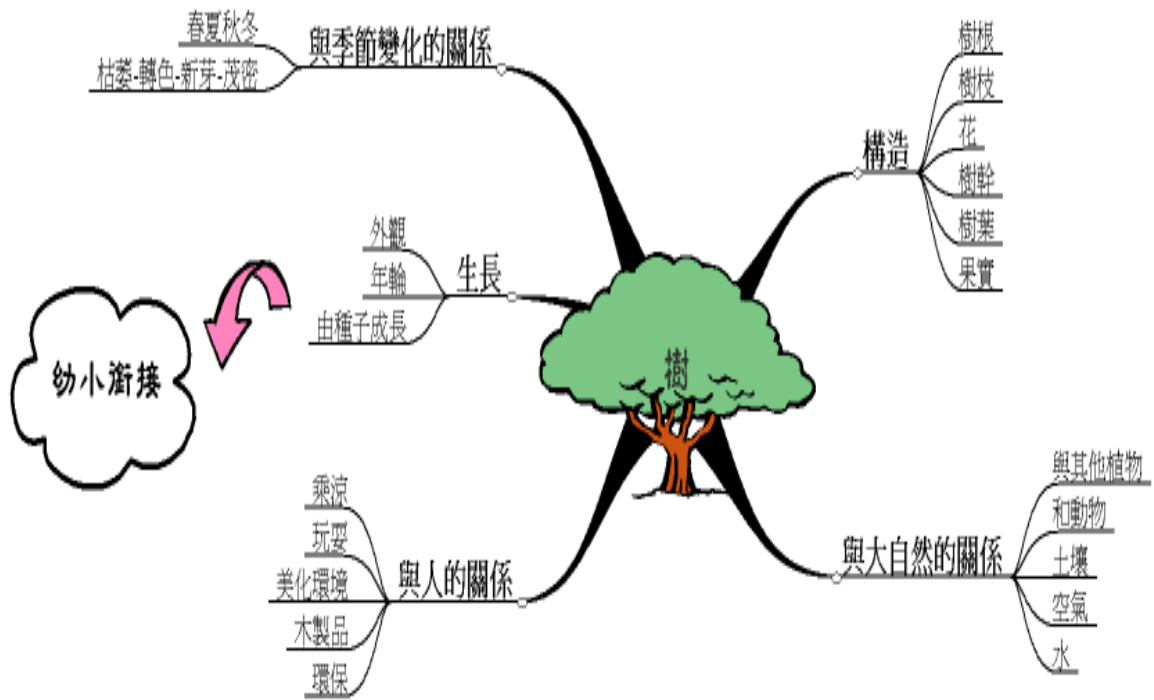 與季節變化的關係
春夏秋冬
枯萎-轉色-新芽-茂密
構造
樹根
樹枝
花
樹幹
樹葉
果實
生長
外觀
年輪
由種子成長
幼小銜接
樹
與人的關係
乘涼
玩耍
美化環境
木製品
環保
與大自然的關係
與其他植物
和動物
土壤
空氣
水